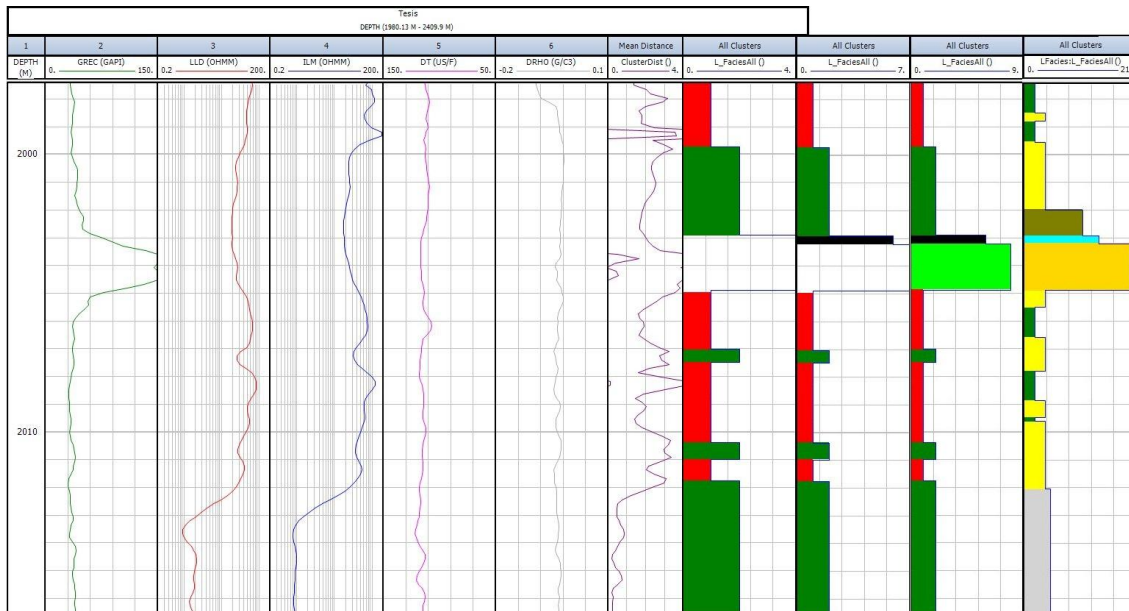 Tesis
DEPTH (1980.13 M - 2409.9 M)
1 2 3 4 5 6 Mean Distance All Clusters All Clusters All Clusters All Clusters
DEPTH (M) GREC (GAPI) LLD (OHMM) ILM (OHMM) DT (US/F) DRHO (G/C3) ClusterDist () L_FaciesAll () L_FaciesAll () L_FaciesAll () LFacies:L_FaciesAll ()
0. 150. 0.2 200. 0.2 200. 150. 50. -0.2 0.1 0. 4. 0. 4. 0. 7. 0. 9. 0. 21
2000
2010